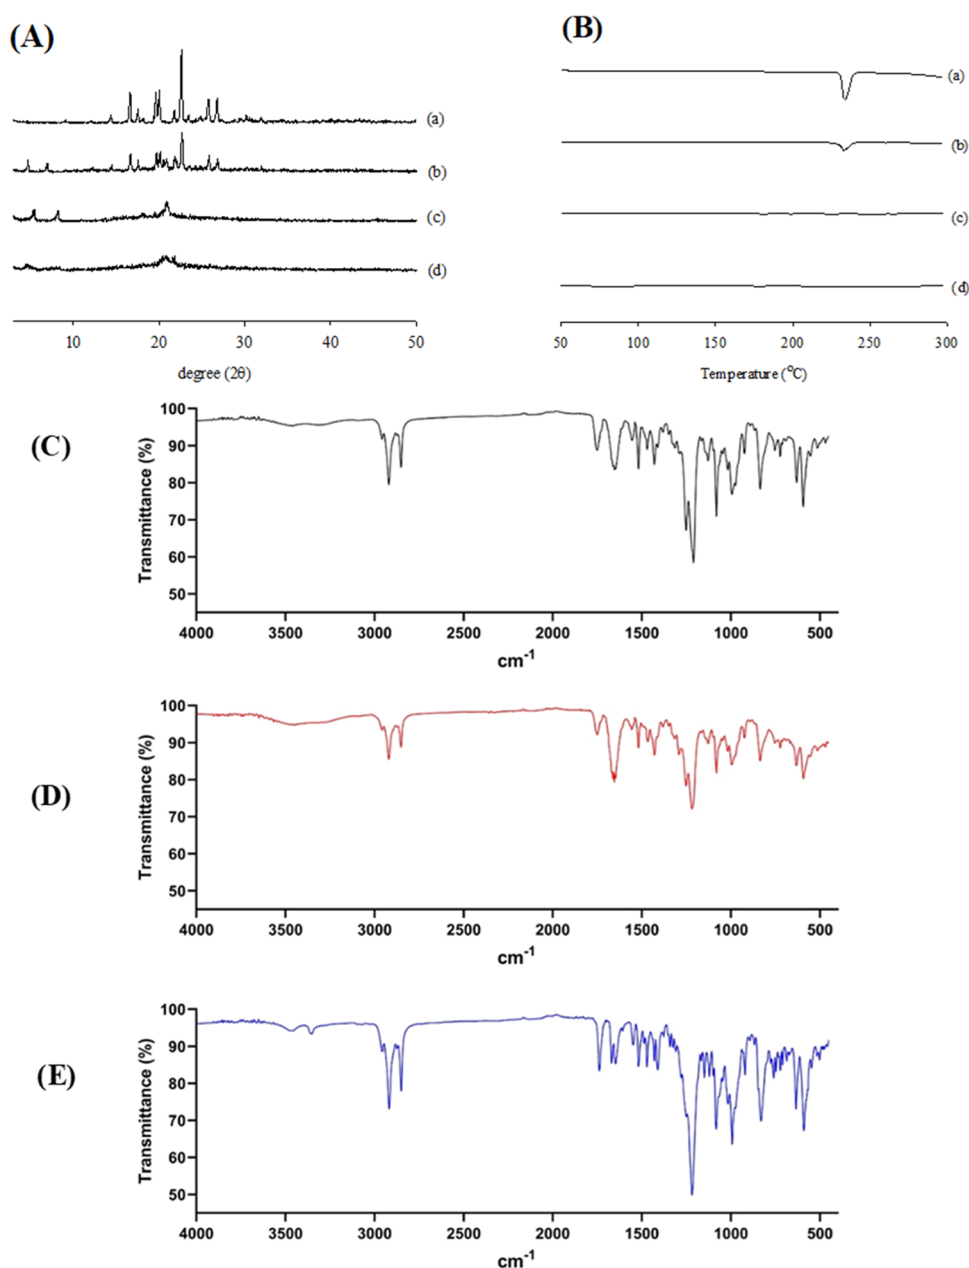 (A)
(a)
(b)
(c)
(d)
10 20 30 40 50
degree (2θ)
(B)
(a)
(b)
(c)
(d)
50 100 150 200 250 300
Temperature (°C)
(C)
Transmittance (%)
100
90
80
70
60
50
4000 3500 3000 2500 2000 1500 1000 500
cm-1
(D)
Transmittance (%)
100
90
80
70
60
50
4000 3500 3000 2500 2000 1500 1000 500
cm-1
(E)
Transmittance (%)
100
90
80
70
60
50
4000 3500 3000 2500 2000 1500 1000 500
cm-1